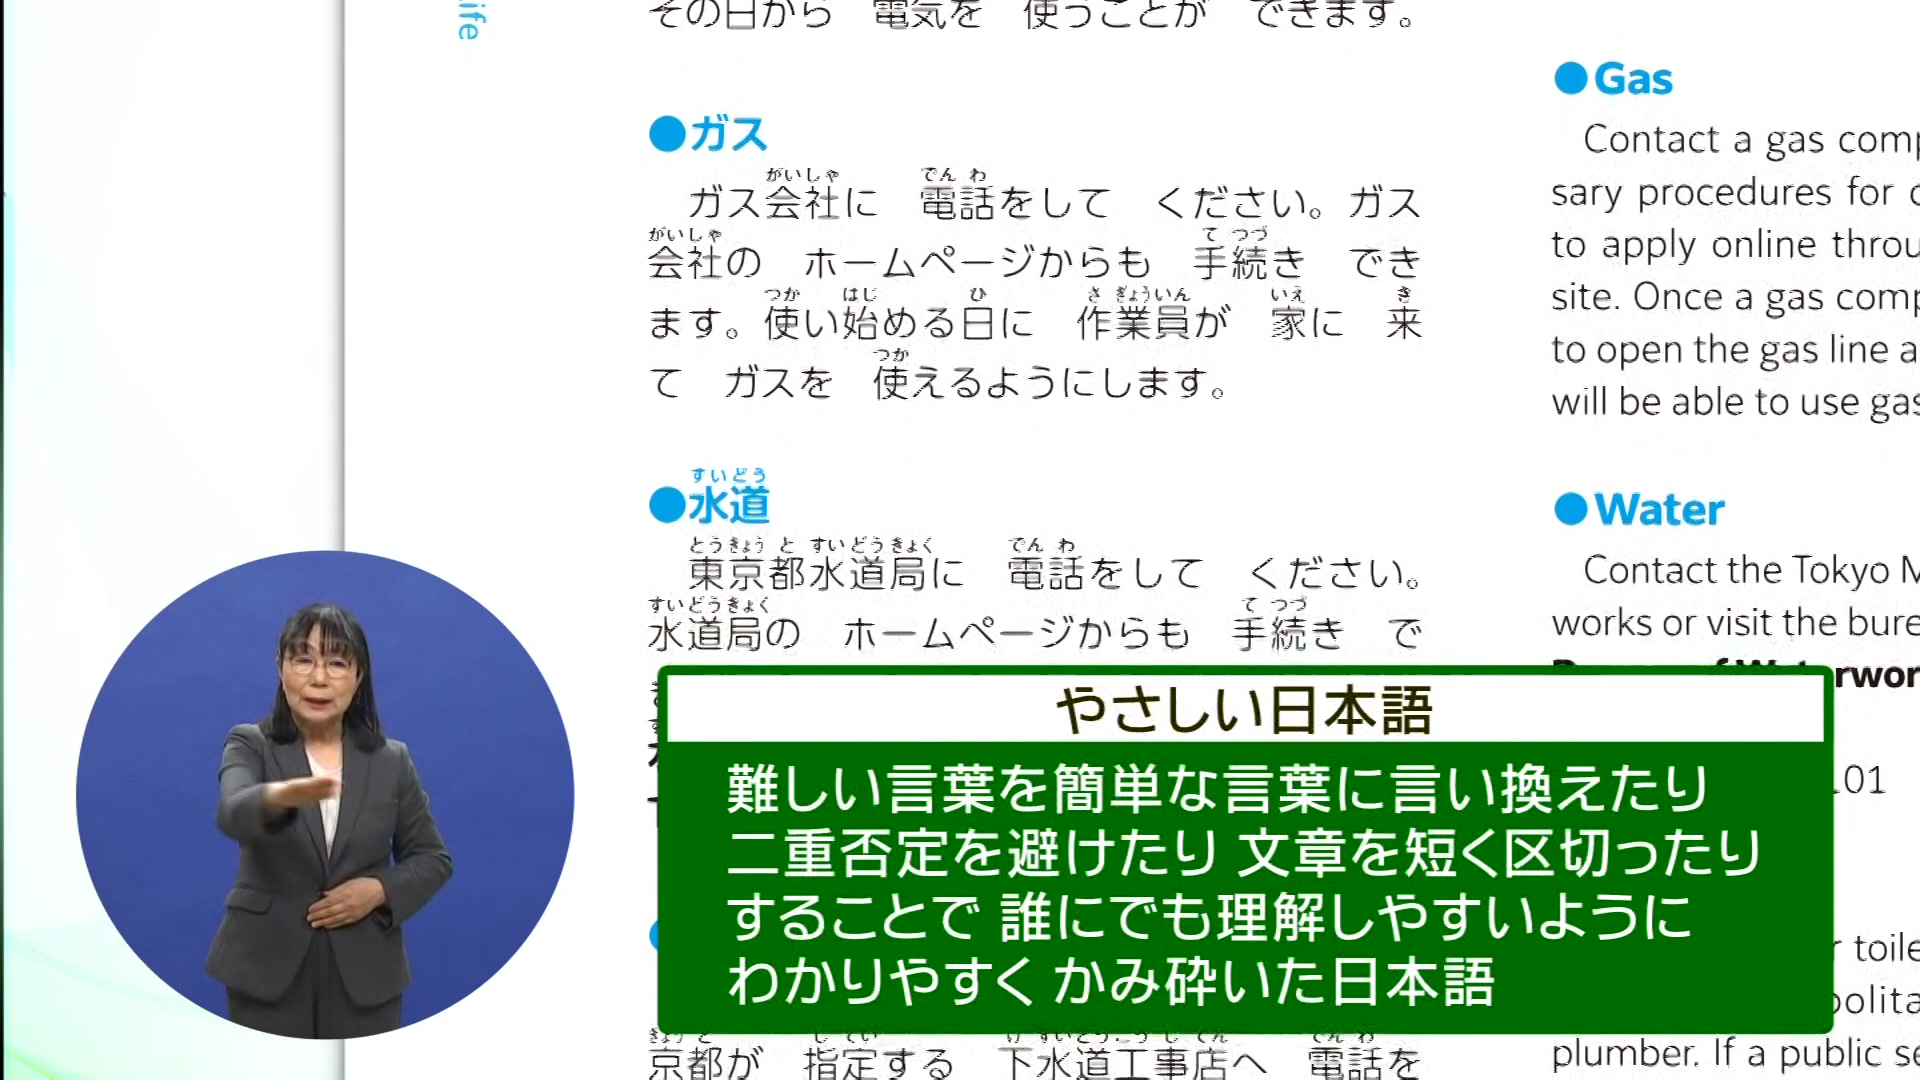 ife
その日から 電気を 使うことが できます。
●ガス
がいしゃ でんわ
ガス会社に 電話をして ください。ガス
がいしゃ てつづ
会社の ホームページからも 手続き でき
つか はじ ひ さぎょういん いえ き
ます。使い始める日に 作業員が 家に 来
つか
て ガスを 使えるようにします。
すいどう
●水道
とうきょうとすいどうきょく でんわ
東京都水道局に 電話をして ください。
すいどうきょく てつづ
水道局の ホームページからも 手続き で
京都が 指定する 下水道工事店へ 電話を
●Gas
Contact a gas comp
sary procedures for
to apply online throu
site. Once a gas comp
to open the gas line a
will be able to use gas
●Water
Contact the Tokyo M
works or visit the bure
rwor
01
toile
polita
plumber. If a public se
やさしい日本語
難しい言葉を簡単な言葉に言い換えたり
二重否定を避けたり 文章を短く区切ったり
することで 誰にでも理解しやすいように
わかりやすく かみ砕いた日本語